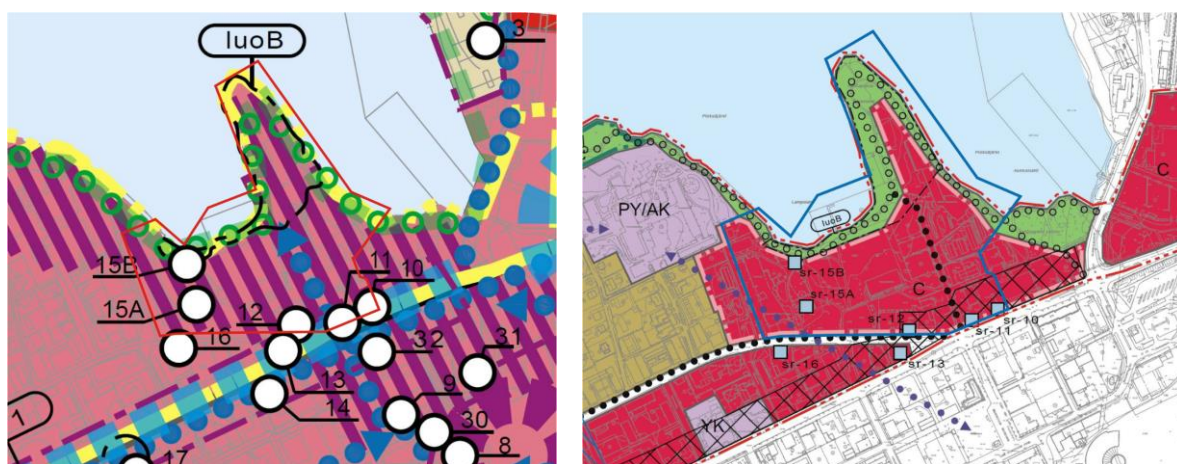 luoB
3
15B
15A
16
12
11
10
32
31
13
14
9
30
8
1
17
PY/AK
luoB
C
C
sr-15B
sr-15A
sr-12
sr-10
sr-11
sr-16
sr-13
YK